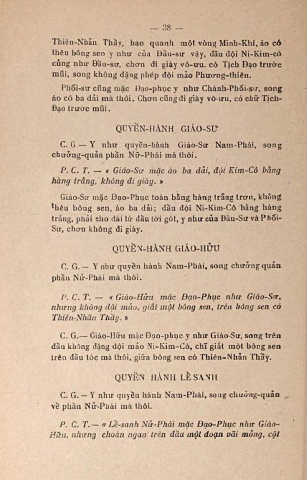 — 38 —
Thiên-Nhãn Thầy, bao quanh một vòng Minh-Khí, áo có
thêu bông sen y như của Đầu-sư vậy, đầu đội Ni-Kim-Cô
cũng như Đầu-sư, chơn đi giày vô-ưu. có Tịch Đạo trước
mũi, song không đặng phép đội mão Phương-thiên.
Phối-sư cũng mặc Đạo-phục y như Chánh-Phối-sư, song
áo có ba dải mà thôi. Chơn cũng đi giày vô-ưu, có chữ Tịch-
Đạo trước mũi.
QUYỀN-HÀNH GIÁO-SƯ
C. G — Y như quyền-hành Giáo-Sư Nam-Phái, song
chưởng-quản phần Nữ-Phái mà thôi.
P. C. T. — « Giáo-Sư mặc áo ba dải, đội Kim-Cô bằng
hàng trắng, không đi giày. »
Giáo-Sư mặc Đạo-Phục toàn bằng hàng trắng trơn, không
thêu bông sen, áo ba dải; đầu đội Ni-Kim-Cô bằng hàng
trắng, phải cho dài từ đầu tới gót, y như của Đầu-Sư và Phối-
Sư, chơn không đi giày.
QUYỀN-HÀNH GIÁO-HỮU
C. G. — Y như quyền hành Nam-Phái, song chưởng-quản
phần Nữ-Phái mà thôi.
P. C. T. — « Giáo-Hữu mặc Đạo-Phục như Giáo-Sư,
nhưng không đội mão, giắt một bông sen, trên bông sen có
Thiên-Nhãn Thầy. »
C. G.— Giáo-Hữu mặc Đạo-phục y như Giáo-Sư, song trên
đầu không đặng đội mão Ni-Kim-Cô, chỉ giắt một bông sen
trên đầu tóc mà thôi, giữa bông sen có Thiên-Nhãn Thầy.
QUYỀN HÀNH LỄ SANH
C. G. — Y như quyền hành Nam-Phái, song chưởng-quản
về phần Nữ-Phái mà thôi.
P. C. T. — « Lễ-sanh Nữ-Phái mặc Đạo-Phục như Giáo-
Hữu, nhưng choàn ngan trên đầu một đoạn vải mỏng, cột